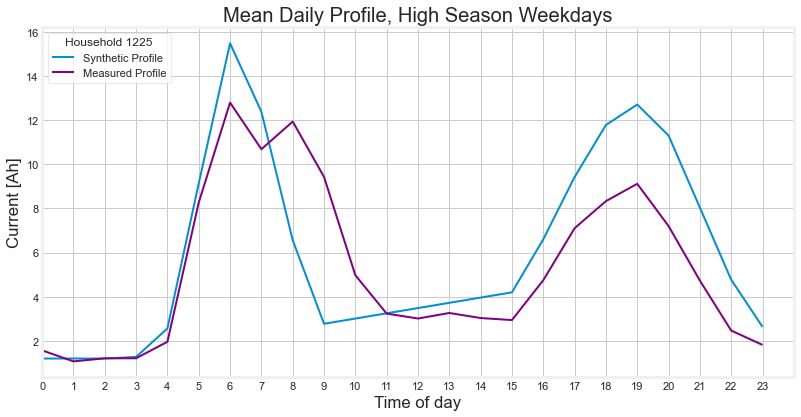 Mean Daily Profile, High Season Weekdays
Household 1225
Synthetic Profile
Measured Profile
Current [Ah]
16
14
12
10
8
6
4
2
0 1 2 3 4 5 6 7 8 9 10 11 12 13 14 15 16 17 18 19 20 21 22 23
Time of day